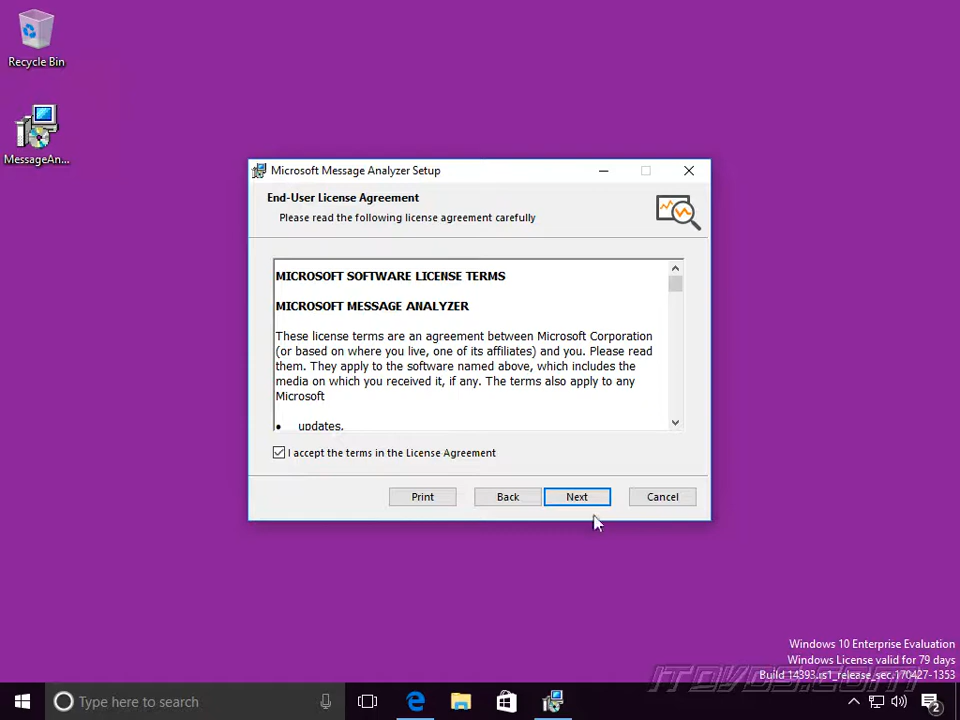 Recycle Bin
MessageAn...
Microsoft Message Analyzer Setup
End-User License Agreement
Please read the following license agreement carefully
MICROSOFT SOFTWARE LICENSE TERMS
MICROSOFT MESSAGE ANALYZER
These license terms are an agreement between Microsoft Corporation
(or based on where you live, one of its affiliates) and you. Please read
them. They apply to the software named above, which includes the
media on which you received it, if any. The terms also apply to any
Microsoft
• updates,
I accept the terms in the License Agreement
Print
Back
Next
Cancel
Windows 10 Enterprise Evaluation
Windows License valid for 79 days
Build 14393.rs1_release_sec.170427-1353
ITDVDS.COM
Type here to search
2